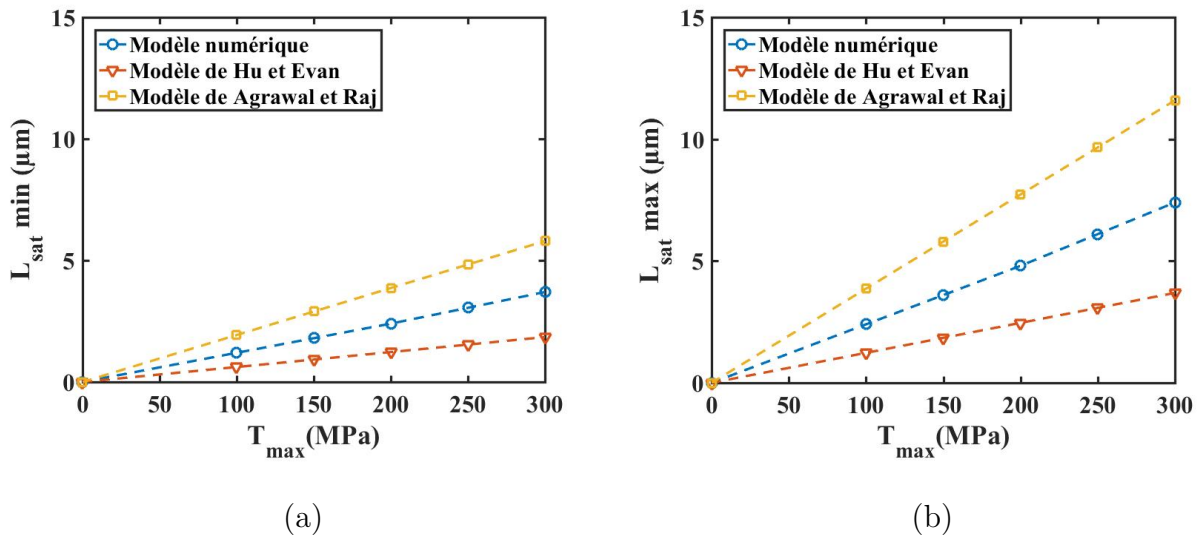 15
10
5
0
L_sat min (µm)
Modèle numérique
Modèle de Hu et Evan
Modèle de Agrawal et Raj
0 50 100 150 200 250 300
T_max(MPa)
(a)
15
10
5
0
L_sat max (µm)
Modèle numérique
Modèle de Hu et Evan
Modèle de Agrawal et Raj
0 50 100 150 200 250 300
T_max(MPa)
(b)